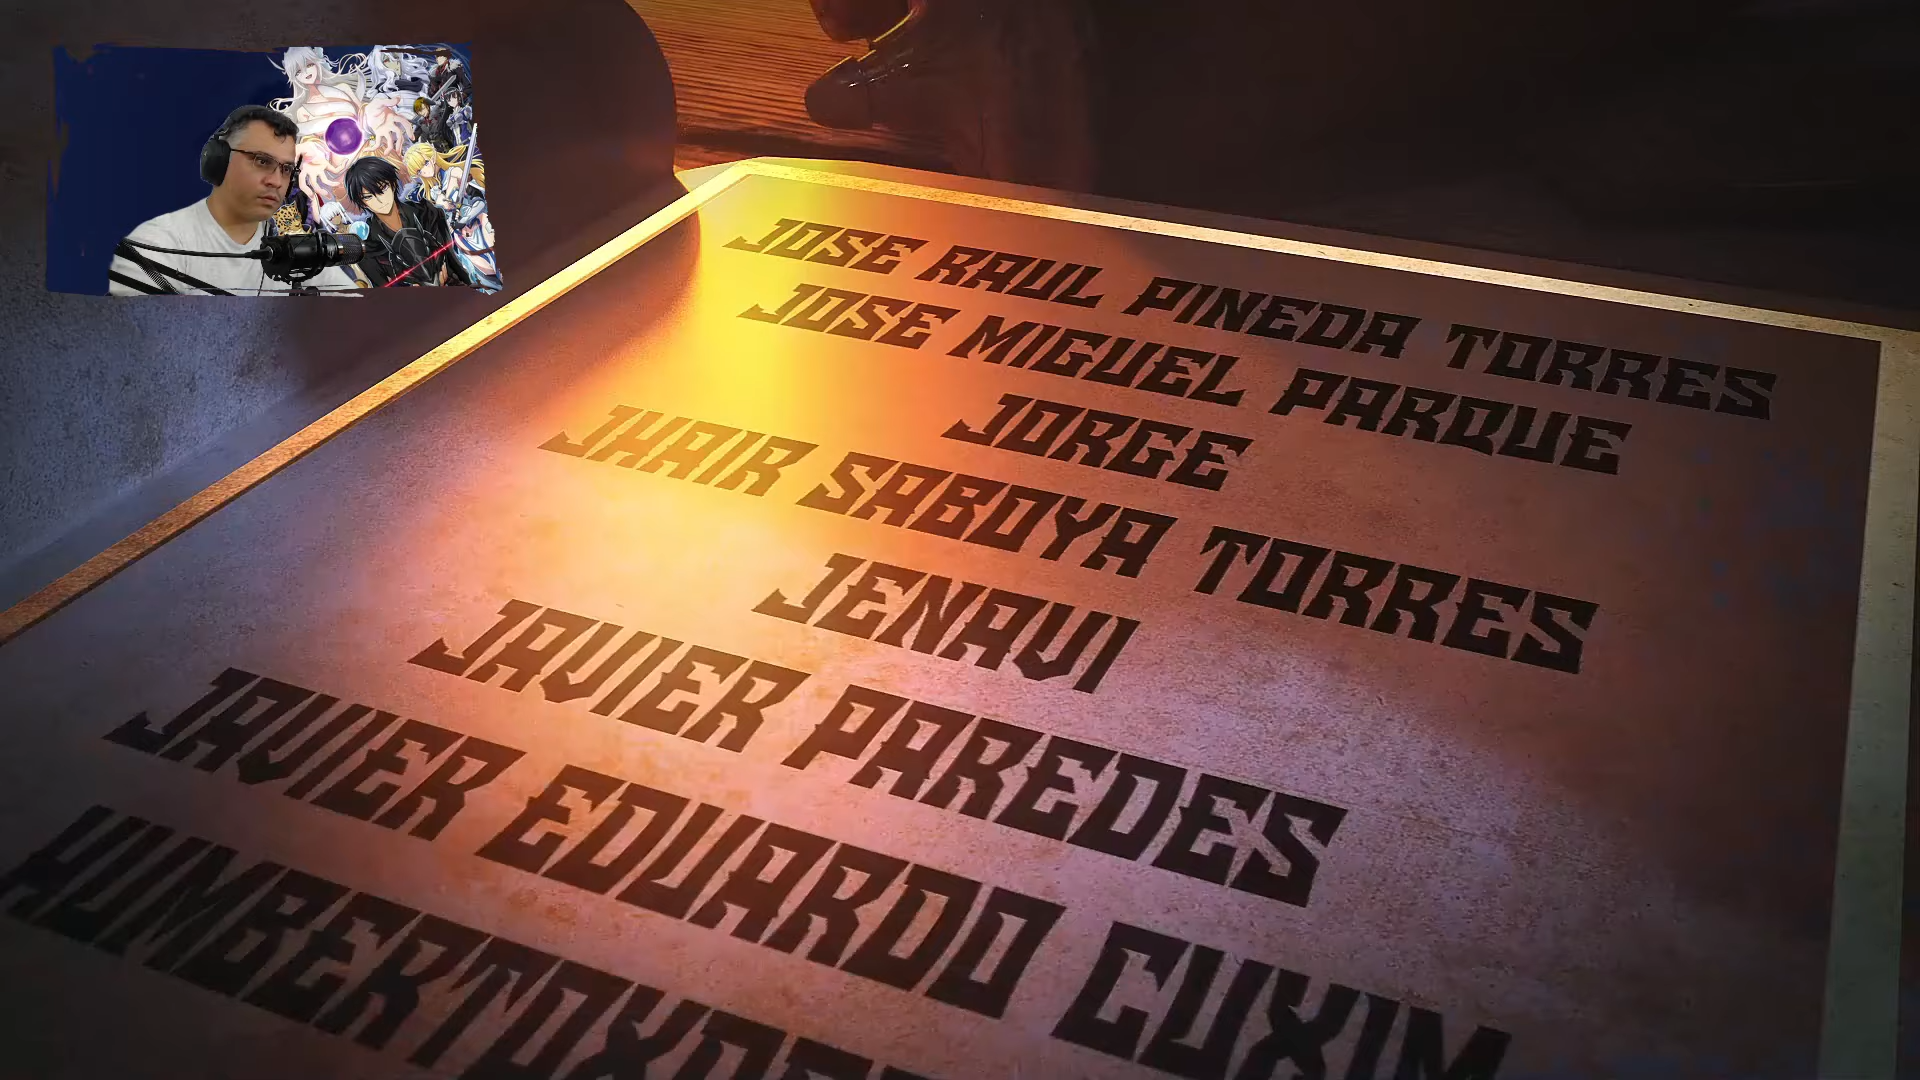 JOSE RAUL PINEDA TORRES
JOSE MIGUEL PARQUE
JORGE
JHAIR SABOYA TORRES
JENAVI
JAVIER PAREDES
JAVIER EDUARDO CUXIM